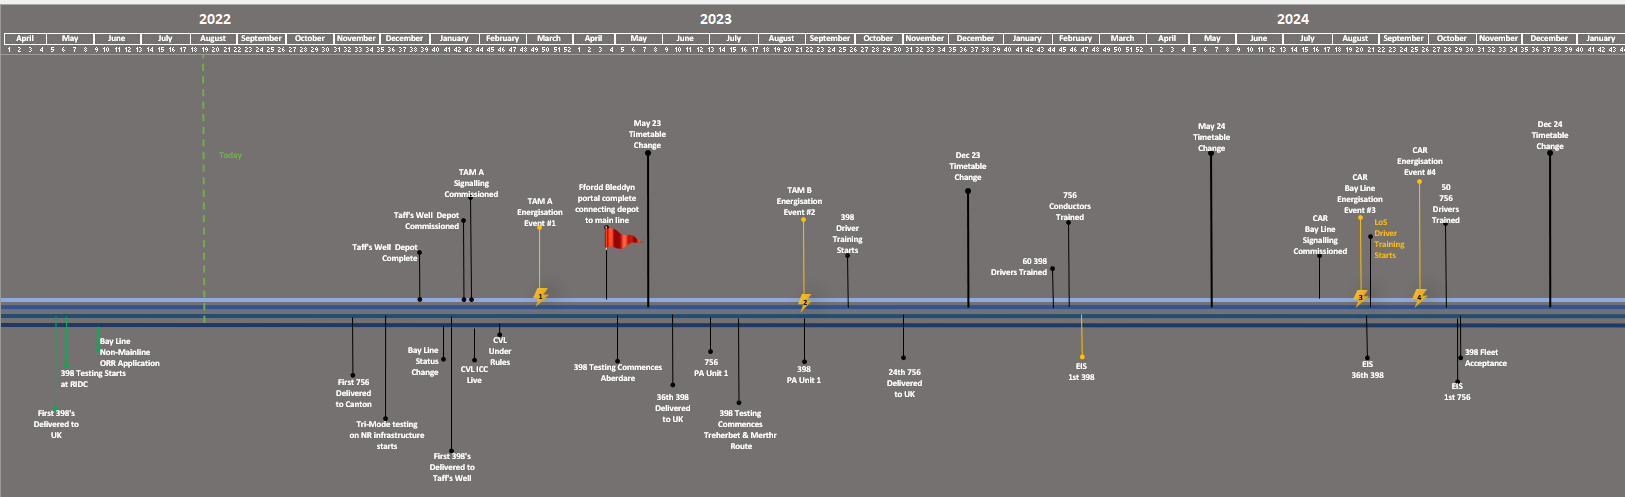 2022
2023
2024
April May June July August September October November December January February March April May June July August September October November December January February March April May June July August September October November December January
1 2 3 4 5 6 7 8 9 10 11 12 13 14 15 16 17 18 19 20 21 22 23 24 25 26 27 28 29 30 31 32 33 34 35 36 37 38 39 40 41 42 43 44 45 46 47 48 49 50 51 52 1 2 3 4 5 6 7 8 9 10 11 12 13 14 15 16 17 18 19 20 21 22 23 24 25 26 27 28 29 30 31 32 33 34 35 36 37 38 39 40 41 42 43 44 45 46 47 48 49 50 51 52 1 2 3 4 5 6 7 8 9 10 11 12 13 14 15 16 17 18 19 20 21 22 23 24 25 26 27 28 29 30 31 32 33 34 35 36 37 38 39 40 41 42 43
Today
Taff's Well Depot
Complete
Taff's Well Depot
Commissioned
TAM A
Signalling
Commissioned
TAM A
Energisation
Event #1
1
Ffordd Bleddyn
portal complete
connecting depot
to main line
May 23
Timetable
Change
TAM B
Energisation
Event #2
2
398
Driver
Training
Starts
Dec 23
Timetable
Change
60 398
Drivers Trained
756
Conductors
Trained
May 24
Timetable
Change
CAR
Bay Line
Signalling
Commissioned
CAR
Bay Line
Energisation
Event #3
3
LoS
Driver
Training
Starts
CAR
Energisation
Event #4
4
50
756
Drivers
Trained
Dec 24
Timetable
Change
First 398's
Delivered to
UK
398 Testing Starts
at RIDC
Bay Line
Non-Mainline
ORR Application
First 756
Delivered
to Canton
Tri-Mode testing
on NR infrastructure
starts
Bay Line
Status
Change
First 398's
Delivered to
Taff's Well
CVL ICC
Live
CVL
Under
Rules
398 Testing Commences
Aberdare
36th 398
Delivered
to UK
756
PA Unit 1
398 Testing
Commences
Treherbet & Merthr
Route
398
PA Unit 1
24th 756
Delivered
to UK
EIS
1st 398
EIS
36th 398
EIS
1st 756
398 Fleet
Acceptance